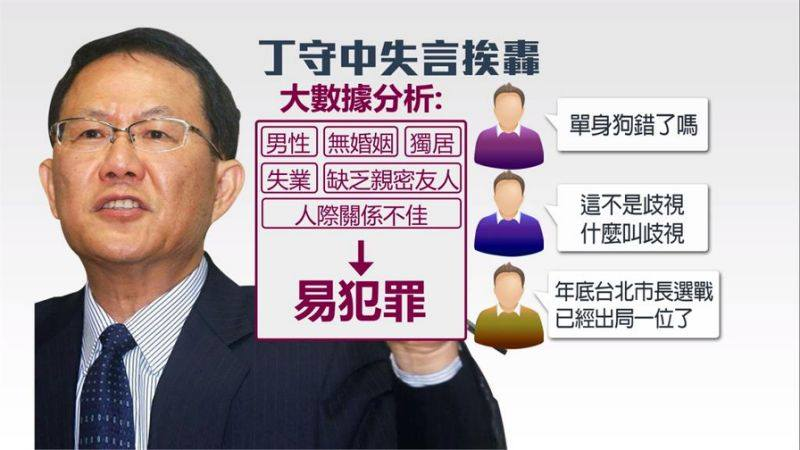 丁守中失言挨轟
大數據分析:
男性 無婚姻 獨居
失業 缺乏親密友人
人際關係不佳
易犯罪
單身狗錯了嗎
這不是歧視
什麼叫歧視
年底台北市長選戰
已經出局一位了